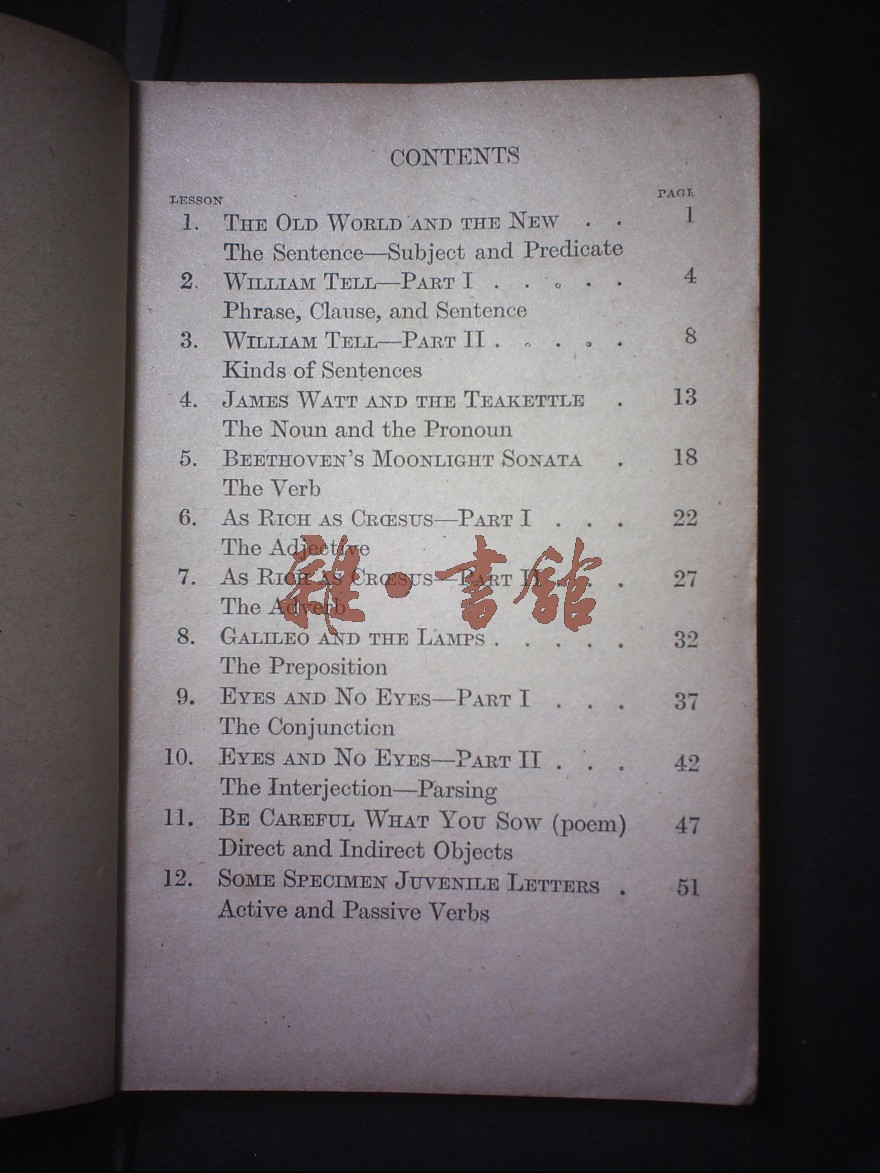 CONTENTS
LESSON PAGE
1. THE OLD WORLD AND THE NEW . . 1
The Sentence—Subject and Predicate
2. WILLIAM TELL—PART I . . . . . 4
Phrase, Clause, and Sentence
3. WILLIAM TELL—PART II . . . . . 8
Kinds of Sentences
4. JAMES WATT AND THE TEAKETTLE . 13
The Noun and the Pronoun
5. BEETHOVEN'S MOONLIGHT SONATA . 18
The Verb
6. AS RICH AS CRŒSUS—PART I . . . 22
The Adjective
7. AS RICH AS CRŒSUS—PART II . . 27
The Adverb
雜·書館
8. GALILEO AND THE LAMPS . . . . . 32
The Preposition
9. EYES AND NO EYES—PART I . . . 37
The Conjunction
10. EYES AND NO EYES—PART II . . . 42
The Interjection—Parsing
11. BE CAREFUL WHAT YOU SOW (poem) 47
Direct and Indirect Objects
12. SOME SPECIMEN JUVENILE LETTERS . 51
Active and Passive Verbs